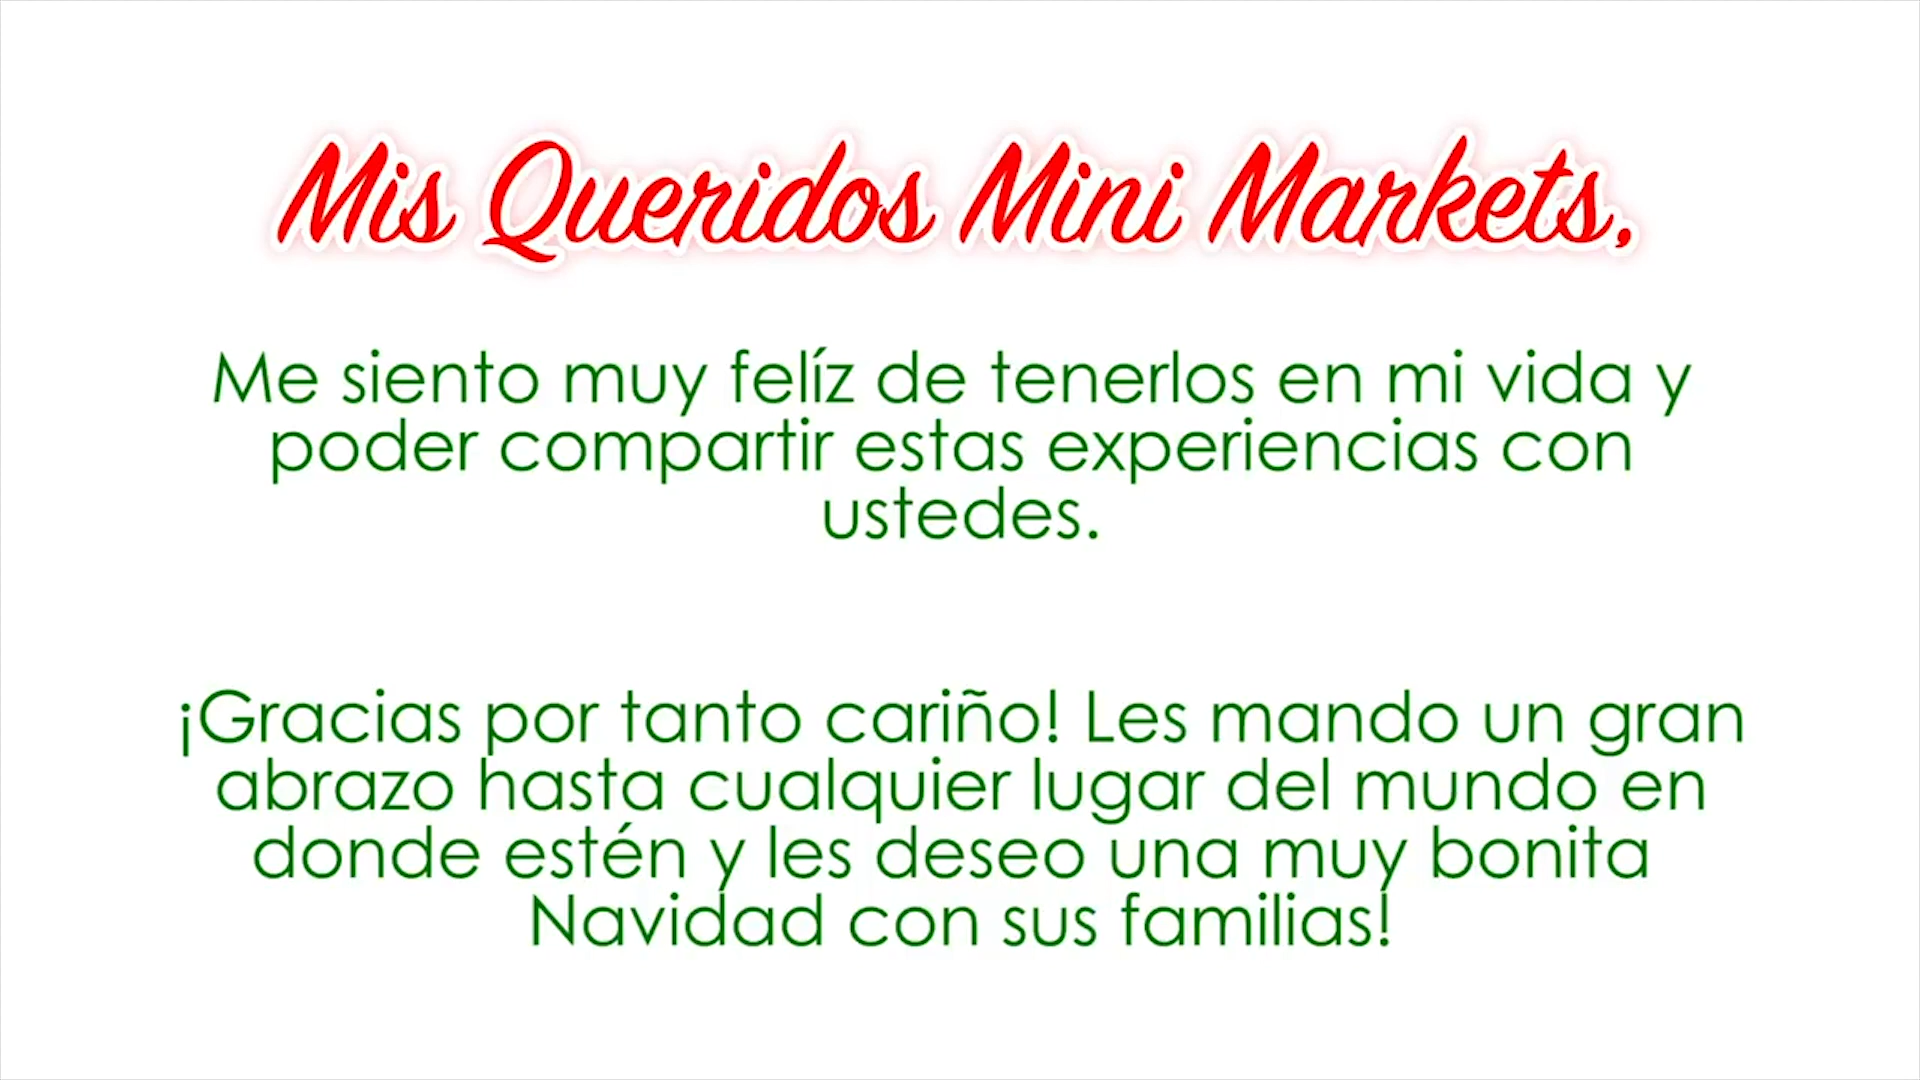 Mis Queridos Mini Markets,
Me siento muy felíz de tenerlos en mi vida y
poder compartir estas experiencias con
ustedes.
¡Gracias por tanto cariño! Les mando un gran
abrazo hasta cualquier lugar del mundo en
donde estén y les deseo una muy bonita
Navidad con sus familias!